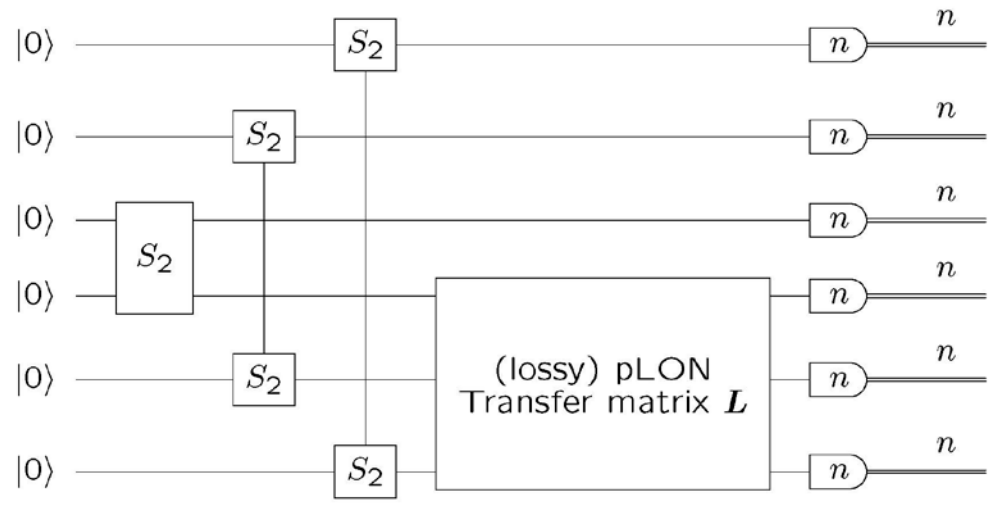 |0⟩ S₂ n n
|0⟩ S₂ n n
|0⟩ n n
S₂
|0⟩ n n
(lossy) pLON
Transfer matrix L
|0⟩ S₂ n n
|0⟩ S₂ n n